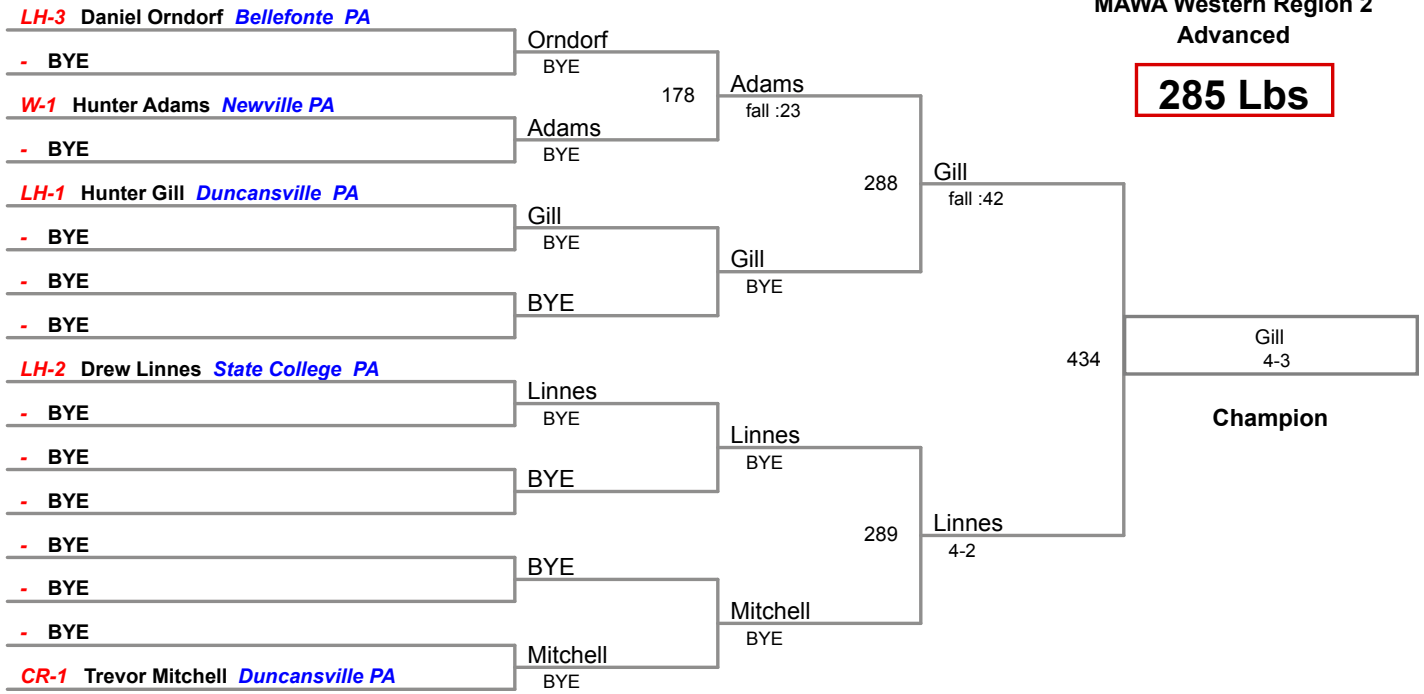 MAWA Western Region 2
Advanced
285 Lbs
LH-3 Daniel Orndorf Bellefonte PA
- BYE
W-1 Hunter Adams Newville PA
- BYE
LH-1 Hunter Gill Duncansville PA
- BYE
- BYE
- BYE
LH-2 Drew Linnes State College PA
- BYE
- BYE
- BYE
- BYE
- BYE
- BYE
CR-1 Trevor Mitchell Duncansville PA
Orndorf
BYE
Adams
BYE
Gill
BYE
BYE
Linnes
BYE
BYE
BYE
Mitchell
BYE
178
Adams
fall :23
Gill
BYE
Linnes
BYE
Mitchell
BYE
288
Gill
fall :42
289
Linnes
4-2
434
Gill
4-3
Champion